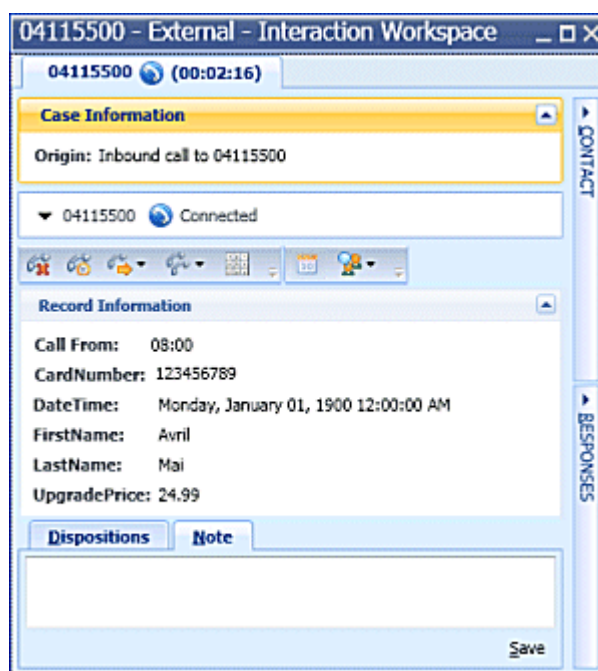 04115500 - External - Interaction Workspace
04115500 (00:02:16)
Case Information
Origin: Inbound call to 04115500
04115500 Connected
Record Information
Call From: 08:00
CardNumber: 123456789
DateTime: Monday, January 01, 1900 12:00:00 AM
FirstName: Avril
LastName: Mai
UpgradePrice: 24.99
Dispositions Note
Save
CONTACT
RESPONSES